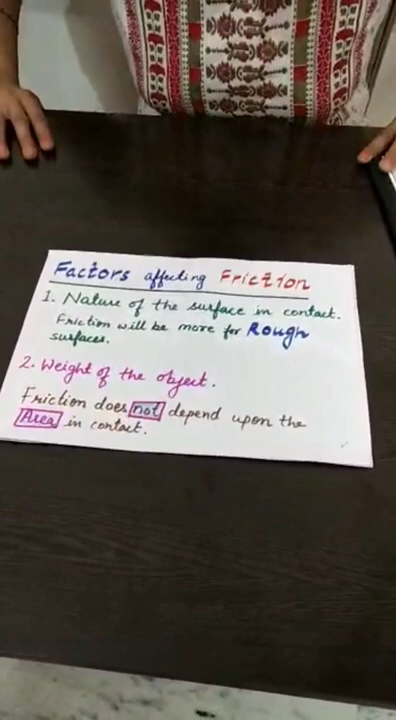 Factors affecting Friction
1. Nature of the surface in contact.
Friction will be more for Rough
surfaces.
2. Weight of the object.
Friction does not depend upon the
Area in contact.